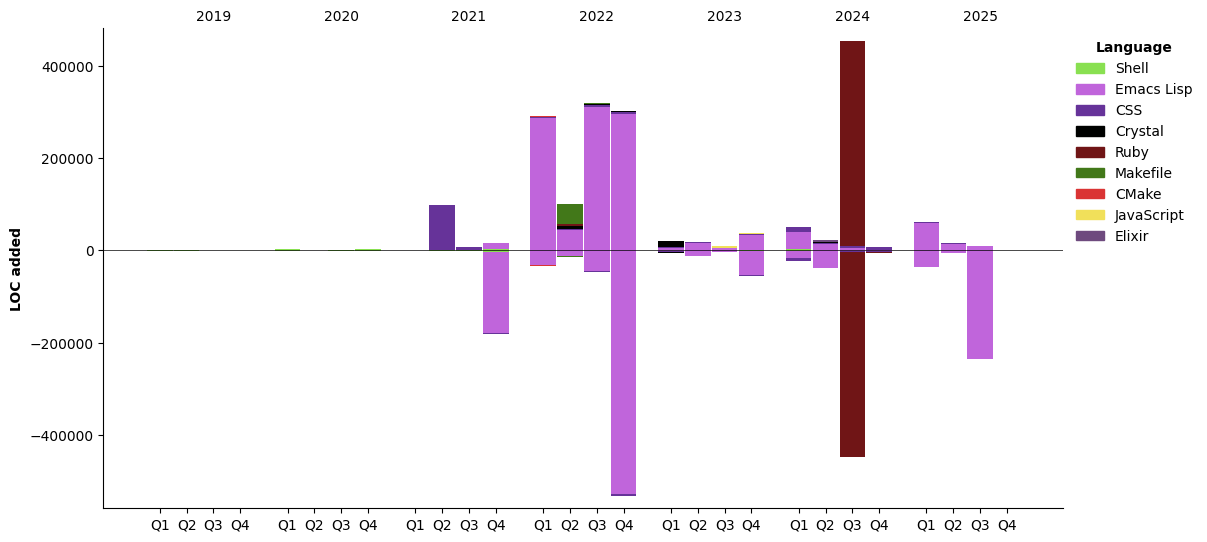 2019 2020 2021 2022 2023 2024 2025
LOC added
400000
200000
0
−200000
−400000
Q1 Q2 Q3 Q4 Q1 Q2 Q3 Q4 Q1 Q2 Q3 Q4 Q1 Q2 Q3 Q4 Q1 Q2 Q3 Q4 Q1 Q2 Q3 Q4 Q1 Q2 Q3 Q4
Language
Shell
Emacs Lisp
CSS
Crystal
Ruby
Makefile
CMake
JavaScript
Elixir